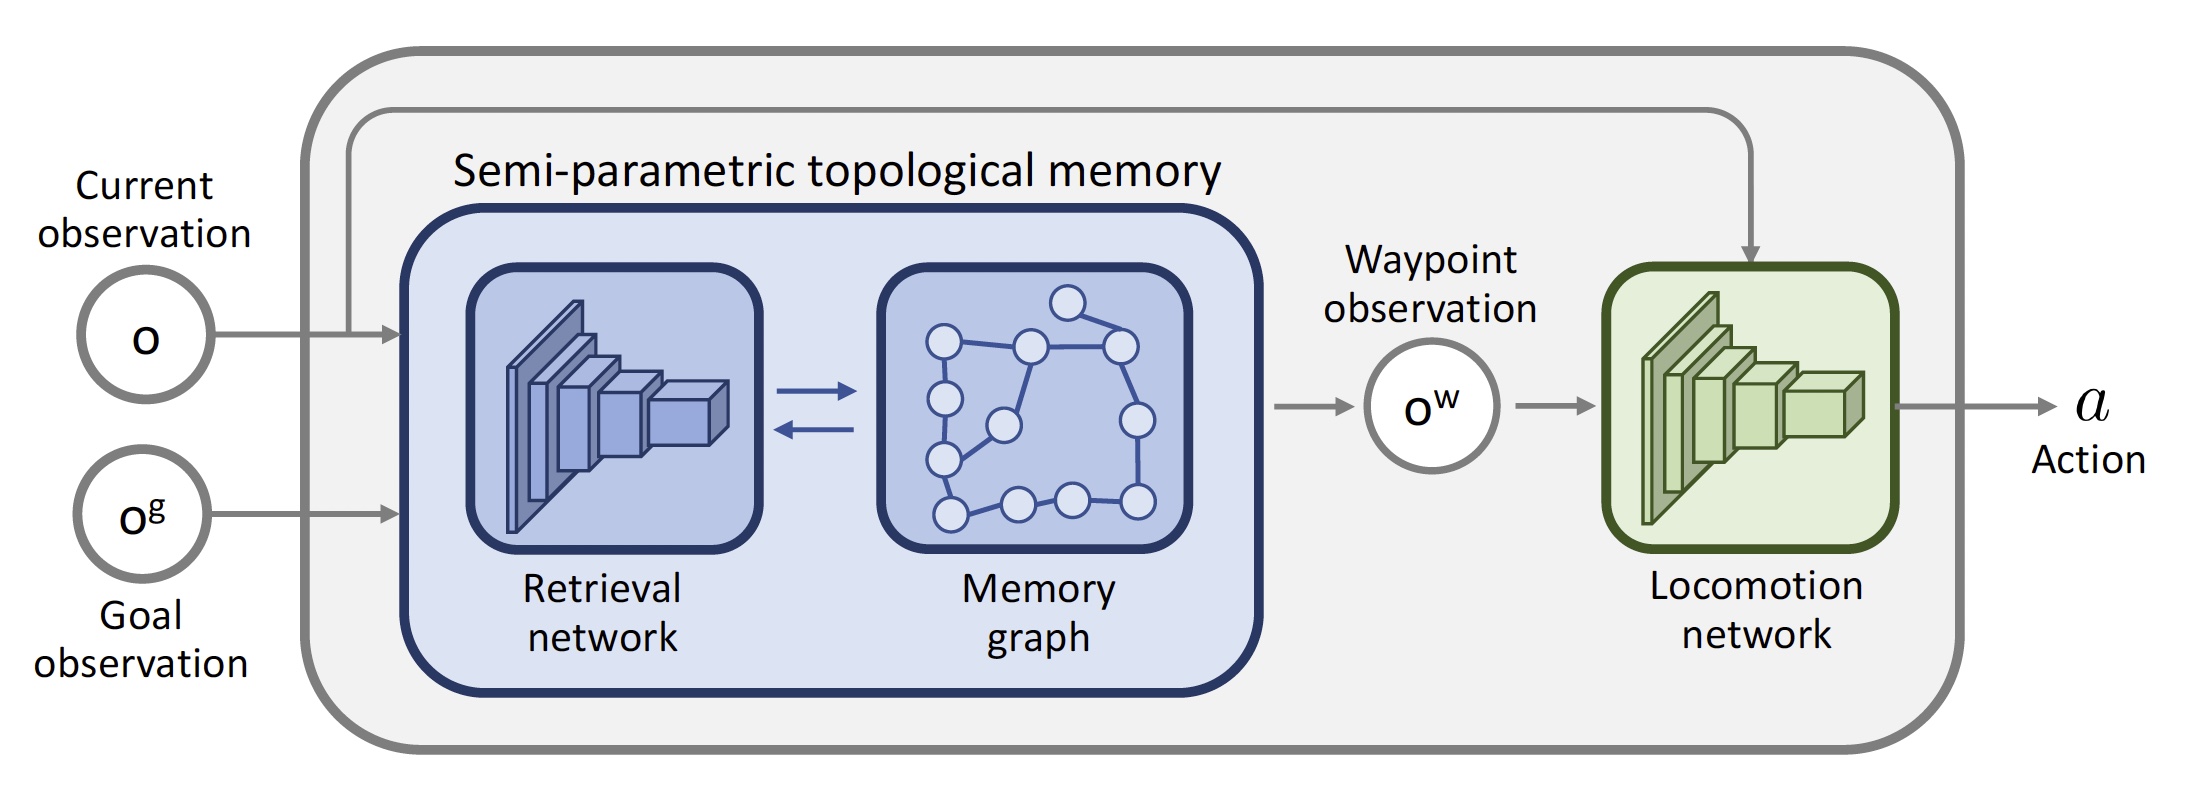 Semi-parametric topological memory
Current
observation
o
o^g
Goal
observation
Retrieval
network
Memory
graph
Waypoint
observation
o^w
Locomotion
network
a
Action